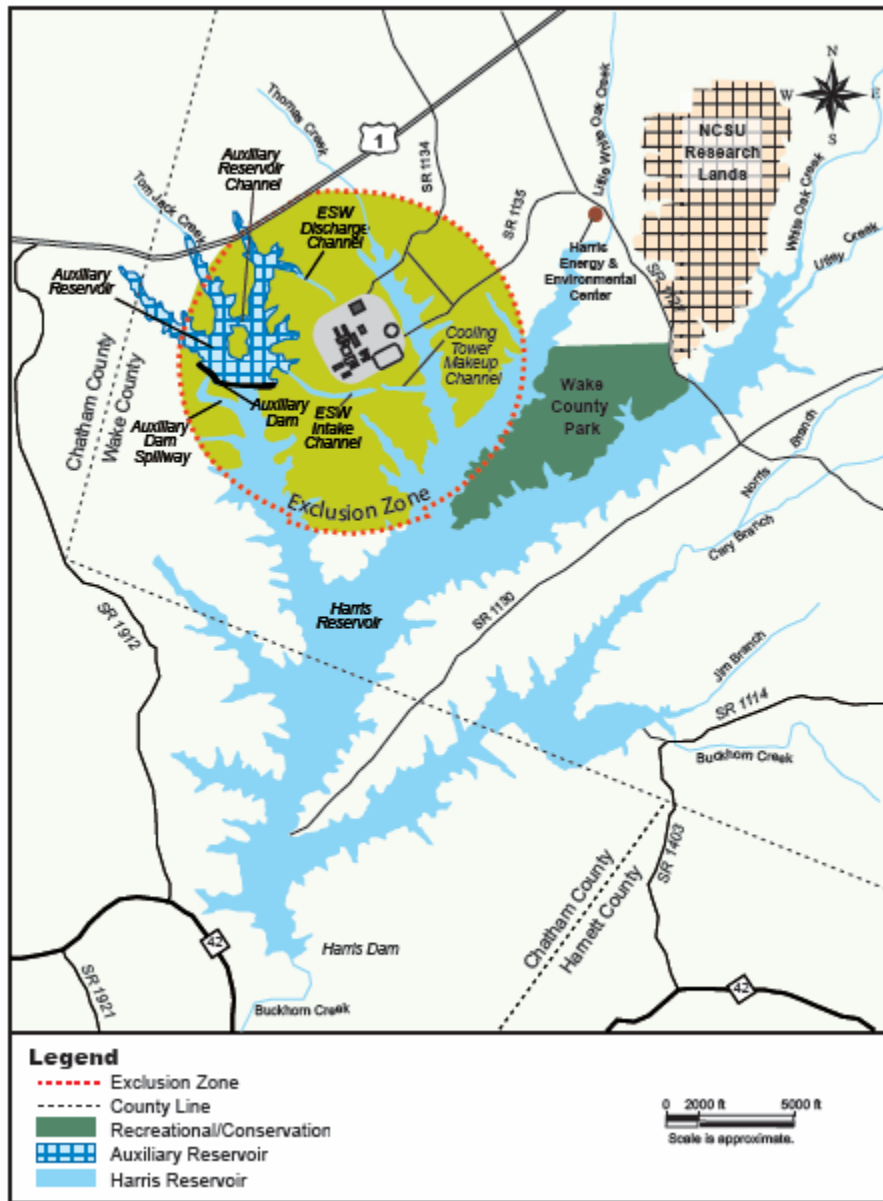 N
W
E
S
Thomas Creek
1
SR 1134
Little White Oak Creek
NCSU
Research
Lands
Auxiliary
Reservoir
Channel
Tom Jack Creek
ESW
Discharge
Channel
SR 1135
White Oak Creek
Utley Creek
Harris
Energy &
Environmental
Center
SR 1127
Auxiliary
Reservoir
Cooling
Tower
Makeup
Channel
Wake
County
Park
Chatham County
Wake County
Auxiliary
Dam
Spillway
Auxiliary
Dam
ESW
Intake
Channel
Exclusion Zone
Norris Branch
Cary Branch
SR 1912
Harris
Reservoir
SR 1130
Jim Branch
SR 1114
Buckhorn Creek
SR 1403
Chatham County
Harnett County
42
Harris Dam
SR 1921
Buckhorn Creek
42
Legend
Exclusion Zone
County Line
Recreational/Conservation
Auxiliary Reservoir
Harris Reservoir
0 2000 ft 5000 ft
Scale is approximate.